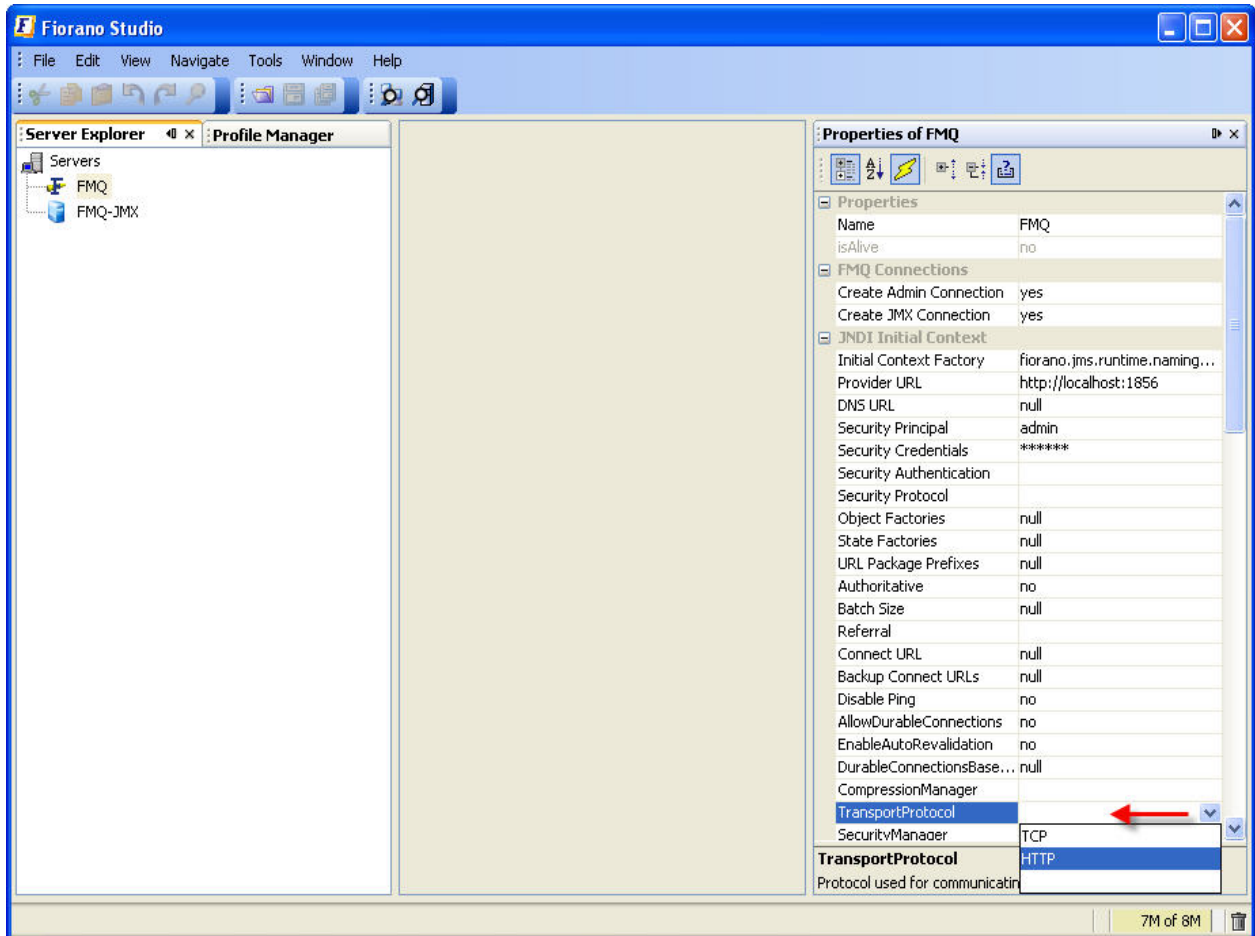 Fiorano Studio
File Edit View Navigate Tools Window Help
Server Explorer Profile Manager
Servers
FMQ
FMQ-JMX
Properties of FMQ
Properties
Name FMQ
isAlive no
FMQ Connections
Create Admin Connection yes
Create JMX Connection yes
JNDI Initial Context
Initial Context Factory fiorano.jms.runtime.naming...
Provider URL http://localhost:1856
DNS URL null
Security Principal admin
Security Credentials ******
Security Authentication
Security Protocol
Object Factories null
State Factories null
URL Package Prefixes null
Authoritative no
Batch Size null
Referral
Connect URL null
Backup Connect URLs null
Disable Ping no
AllowDurableConnections no
EnableAutoRevalidation no
DurableConnectionsBase... null
CompressionManager
TransportProtocol
SecurityManager TCP
TransportProtocol HTTP
Protocol used for communicatin
7M of 8M